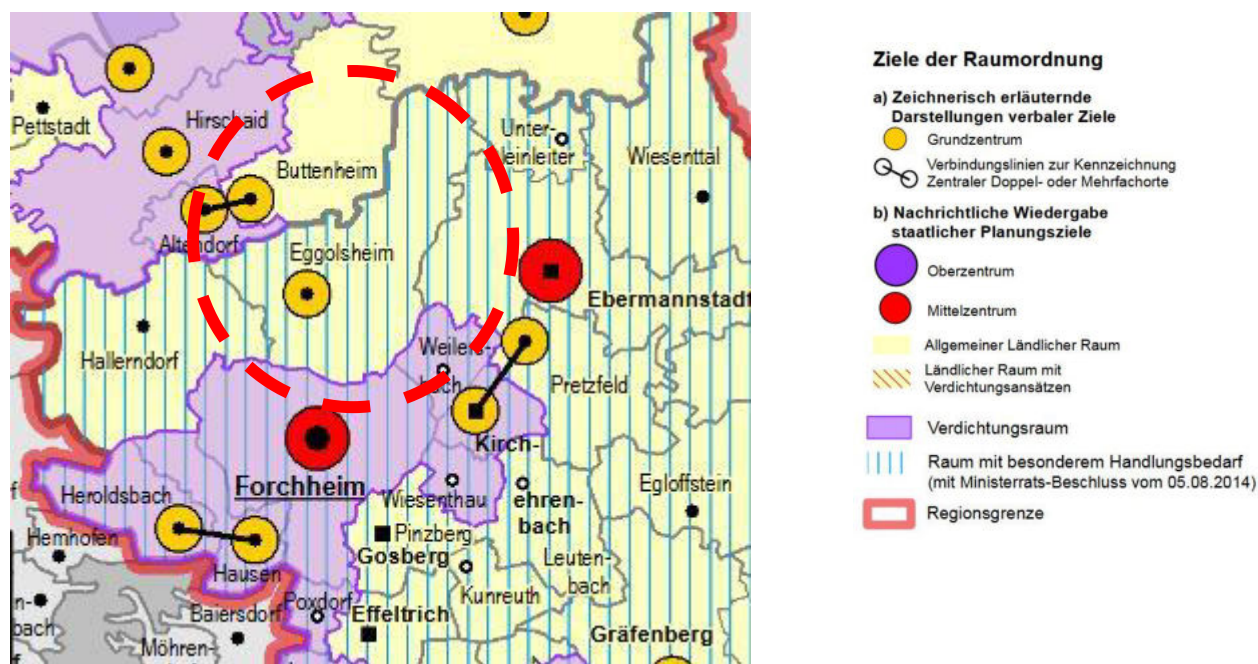 Pettstadt
Hirschaid
Buttenheim
Altendorf
Eggolsheim
Unter-
leinleiter
Wiesenttal
Ebermannstadt
Hallerndorf
Weilers-
bach
Pretzfeld
Kirch-
ehren-
bach
Forchheim
Wiesenthau
Egloffstein
Heroldsbach
Hemhofen
Hausen
Pinzberg
Gosberg
Leuten-
bach
Kunreuth
Poxdorf
Effeltrich
Baiersdorf
Möhren-
Gräfenberg
n-
bach
f
Ziele der Raumordnung
a) Zeichnerisch erläuternde
Darstellungen verbaler Ziele
Grundzentrum
Verbindungslinien zur Kennzeichnung
Zentraler Doppel- oder Mehrfachorte
b) Nachrichtliche Wiedergabe
staatlicher Planungsziele
Oberzentrum
Mittelzentrum
Allgemeiner Ländlicher Raum
Ländlicher Raum mit
Verdichtungsansätzen
Verdichtungsraum
Raum mit besonderem Handlungsbedarf
(mit Ministerrats-Beschluss vom 05.08.2014)
Regionsgrenze